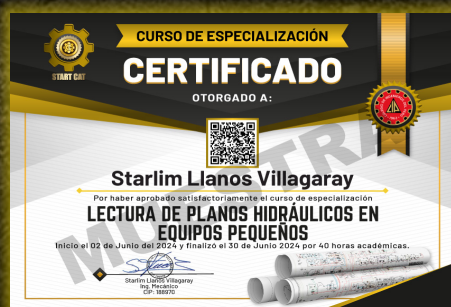 CURSO DE ESPECIALIZACIÓN
START CAT
CERTIFICADO
OTORGADO A:
MUESTRA
Starlim Llanos Villagaray
Por haber aprobado satisfactoriamente el curso de especialización
LECTURA DE PLANOS HIDRÁULICOS EN
EQUIPOS PEQUEÑOS
Inicio el 02 de Junio del 2024 y finalizó el 30 de Junio 2024 por 40 horas académicas.
Starlim Llanos Villagaray
Ing. Mecánico
CIP: 188970